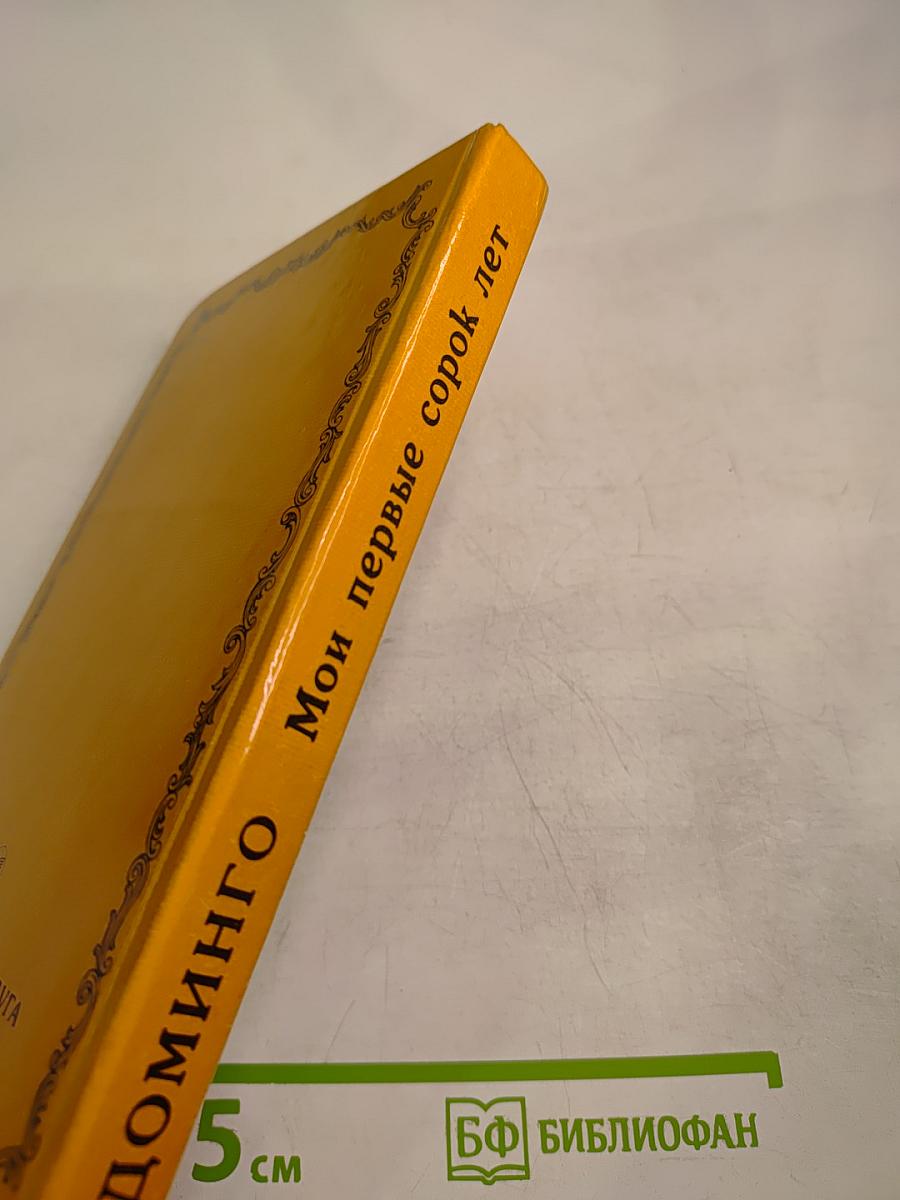 ДОМИНГО Мои первые сорок лет
5 см
БФ БИБЛИОФАН